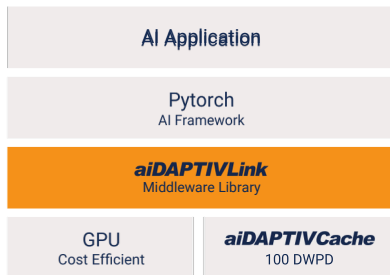 AI Application
Pytorch
AI Framework
aiDAPTIVLink
Middleware Library
GPU
Cost Efficient
aiDAPTIVCache
100 DWPD